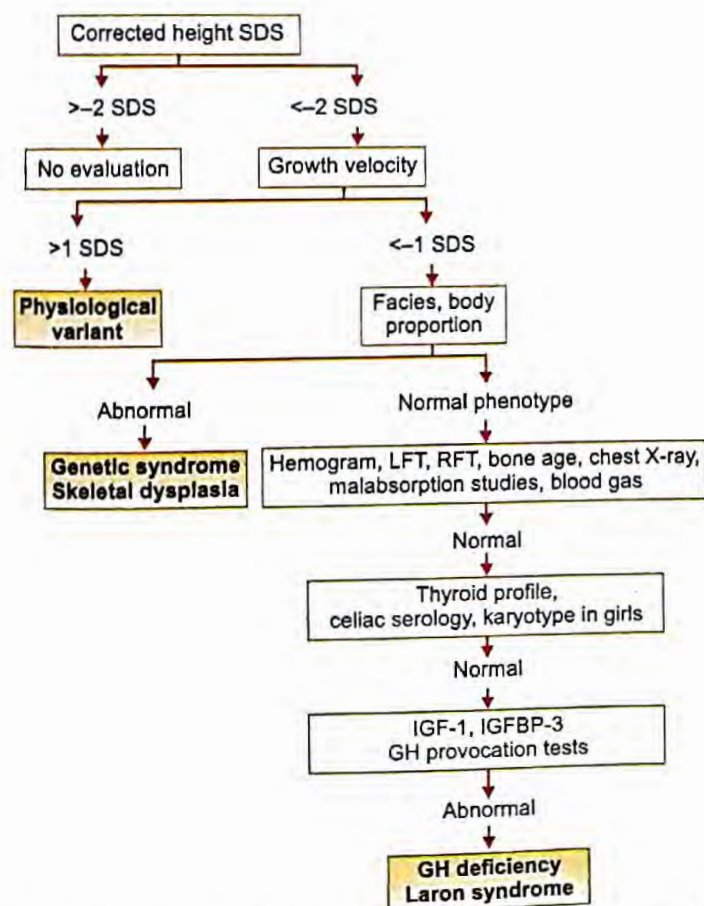 Corrected height SDS
>–2 SDS
<–2 SDS
No evaluation
Growth velocity
>1 SDS
<–1 SDS
Physiological
variant
Facies, body
proportion
Abnormal
Normal phenotype
Genetic syndrome
Skeletal dysplasia
Hemogram, LFT, RFT, bone age, chest X-ray,
malabsorption studies, blood gas
Normal
Thyroid profile,
celiac serology, karyotype in girls
Normal
IGF-1, IGFBP-3
GH provocation tests
Abnormal
GH deficiency
Laron syndrome